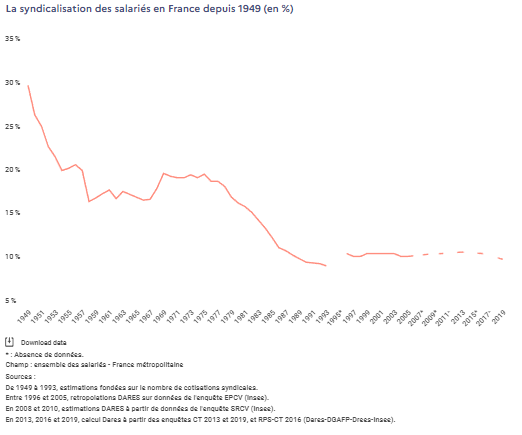 La syndicalisation des salariés en France depuis 1949 (en %)
35 %
30 %
25 %
20 %
15 %
10 %
5 %
1949 1951 1953 1955 1957 1959 1961 1963 1965 1967 1969 1971 1973 1975 1977 1979 1981 1983 1985 1987 1989 1991 1993 1995* 1997 1999 2001 2003 2005 2007* 2009* 2011* 2013 2015* 2017* 2019
Download data
* : Absence de données.
Champ : ensemble des salariés - France métropolitaine
Sources :
De 1949 à 1993, estimations fondées sur le nombre de cotisations syndicales.
Entre 1996 et 2005, retropolations DARES sur données de l'enquête EPCV (Insee).
En 2008 et 2010, estimations DARES à partir de données de l'enquête SRCV (Insee).
En 2013, 2016 et 2019, calcul Dares à partir des enquêtes CT 2013 et 2019, et RPS-CT 2016 (Dares-DGAFP-Drees-Insee).